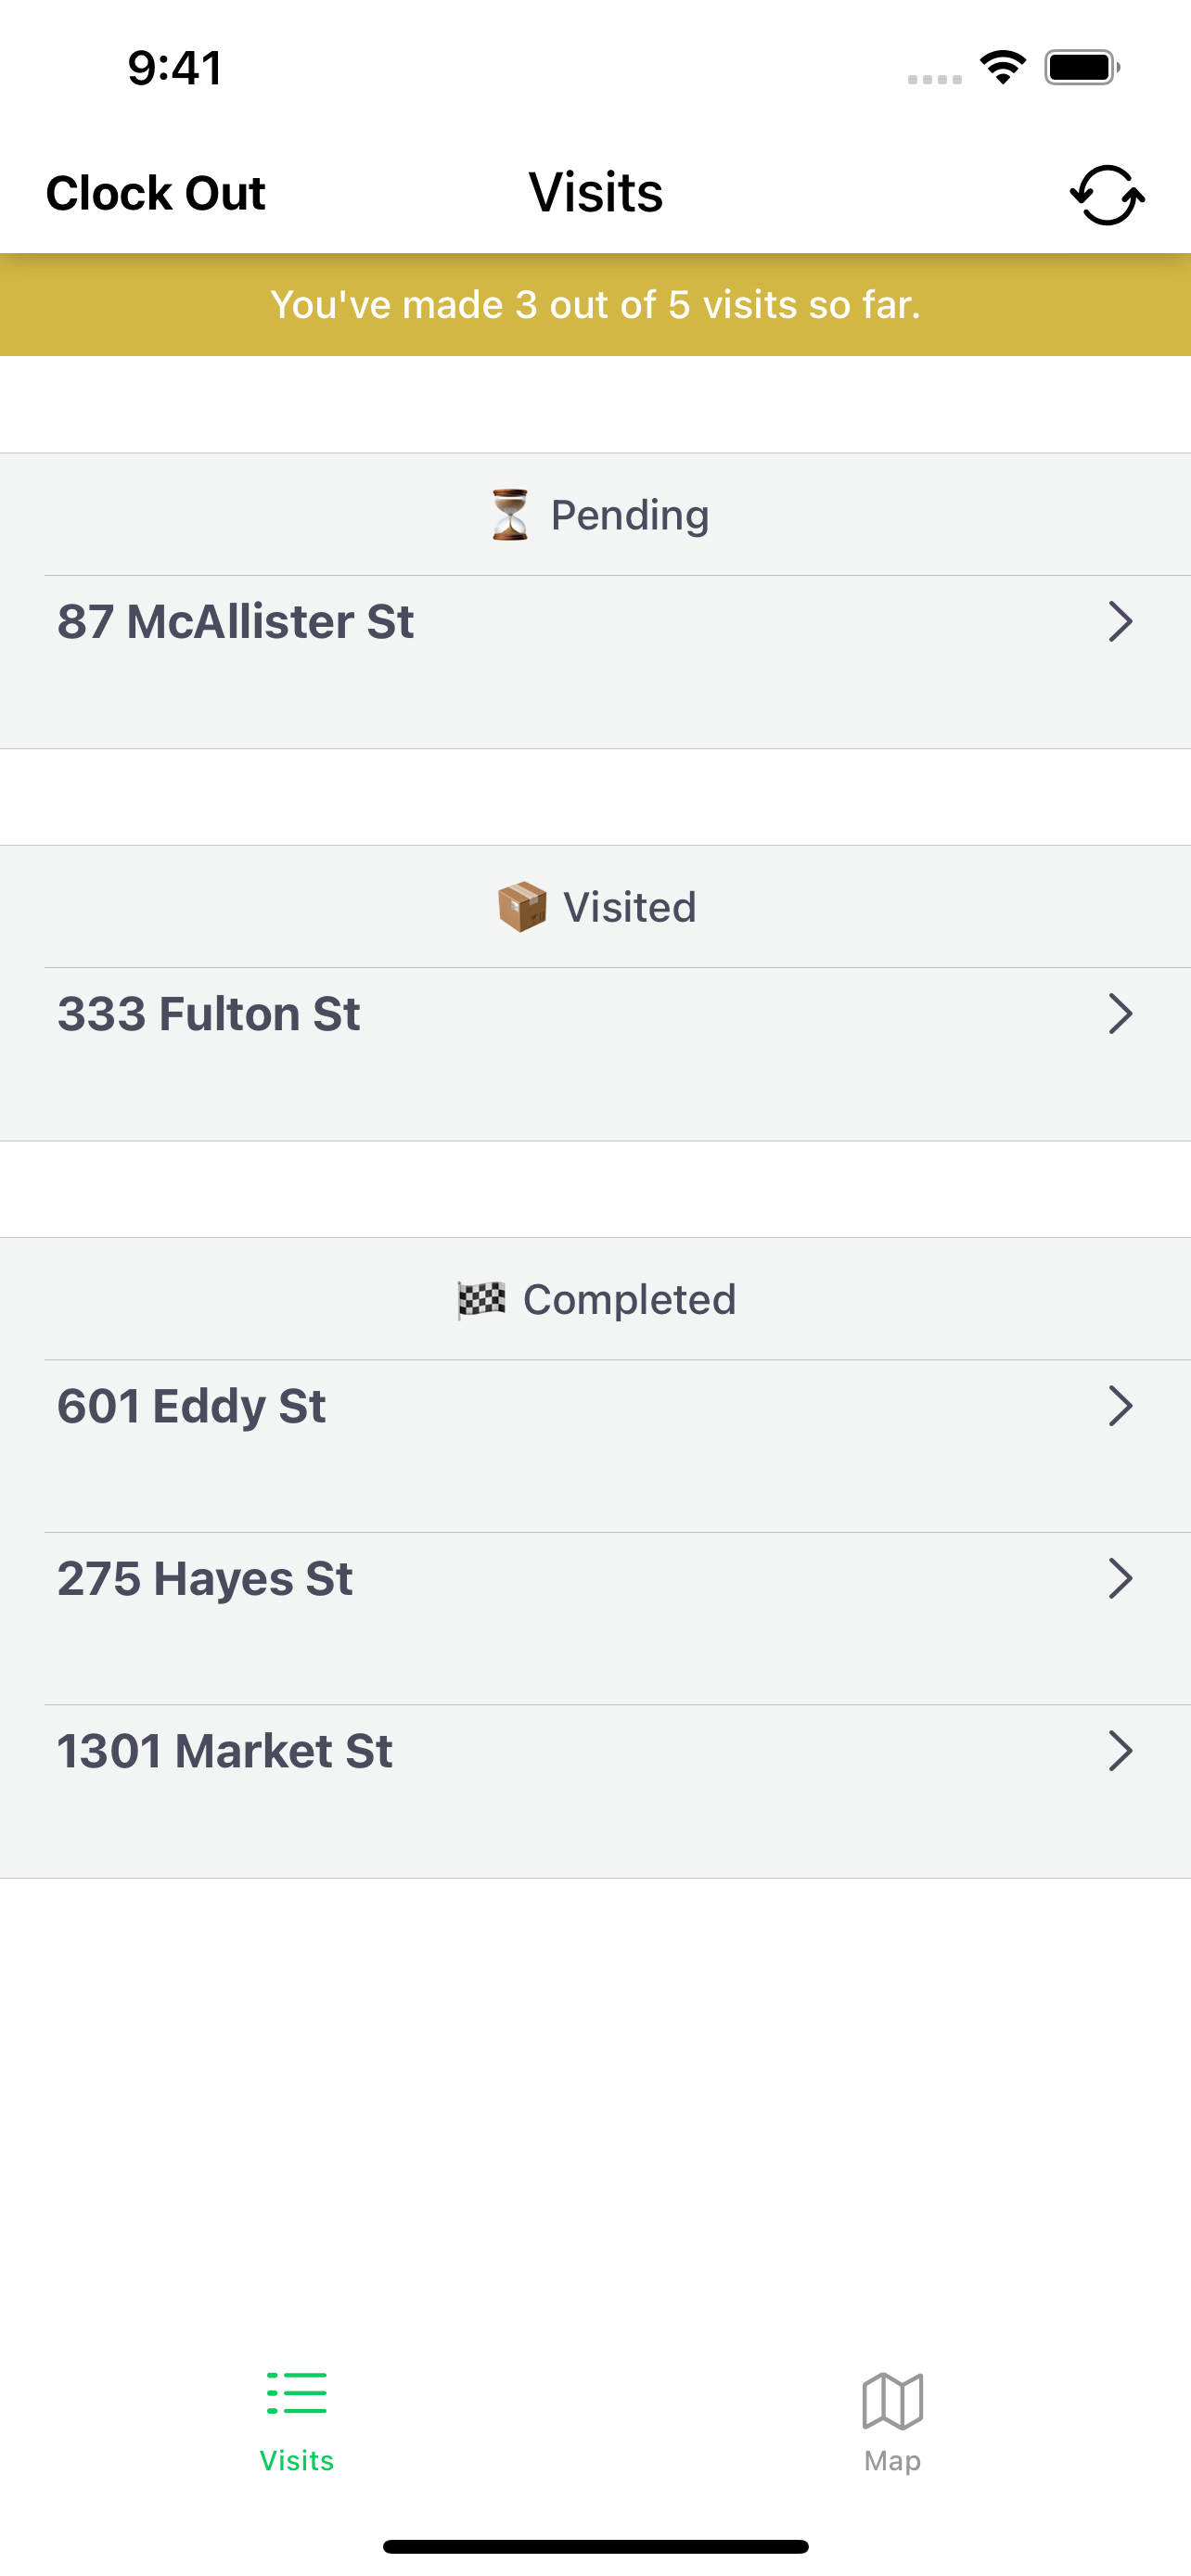 9:41
Clock Out
Visits
You've made 3 out of 5 visits so far.
⏳ Pending
87 McAllister St
📦 Visited
333 Fulton St
🏁 Completed
601 Eddy St
275 Hayes St
1301 Market St
Visits
Map